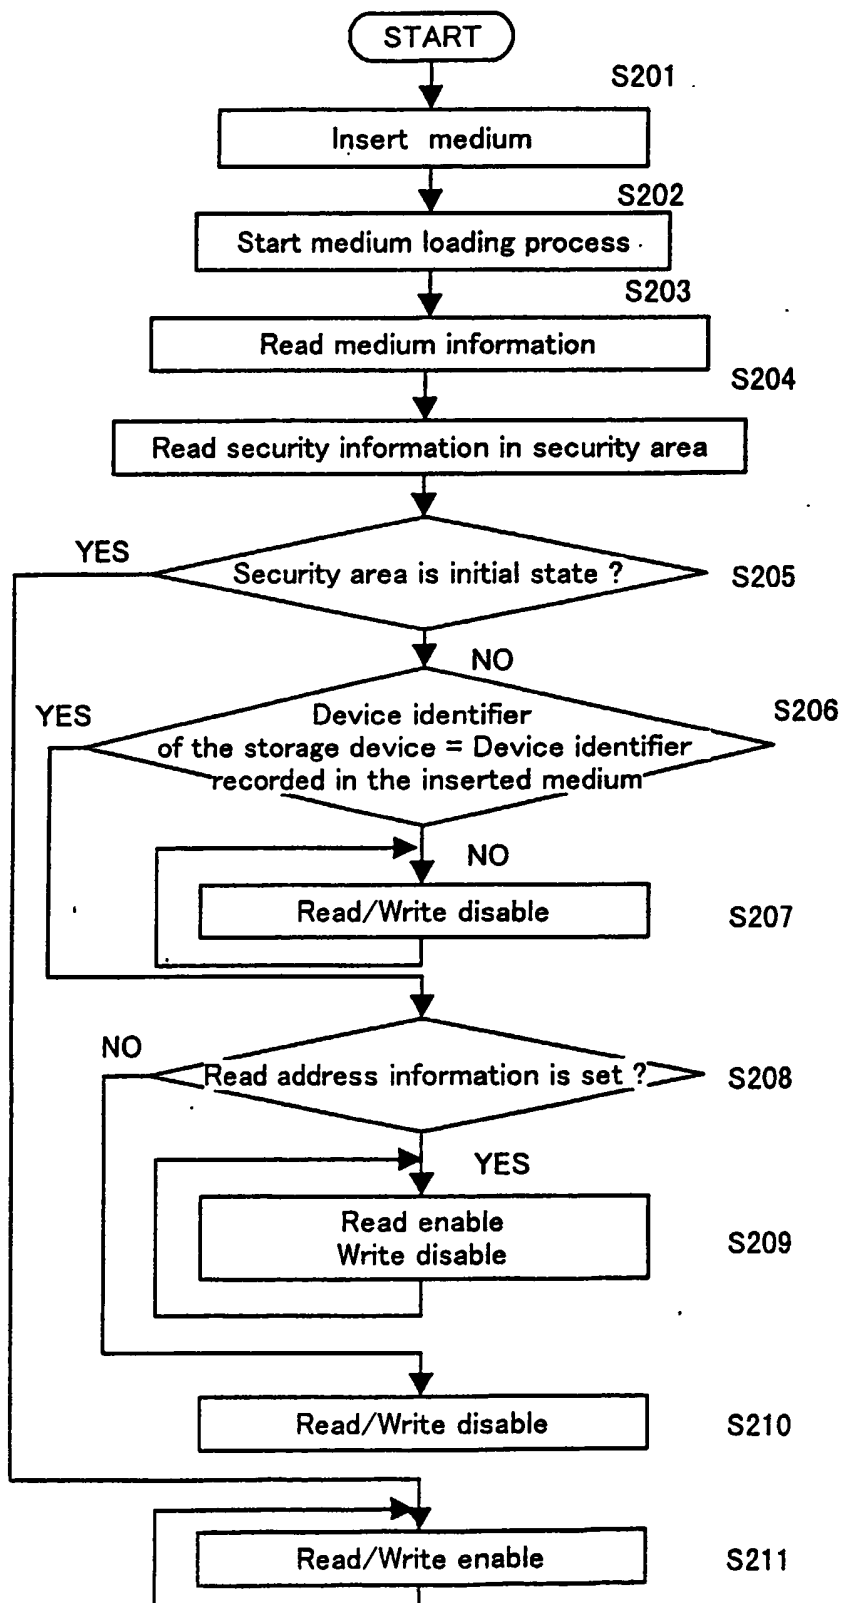 START
S201
Insert medium
S202
Start medium loading process
S203
Read medium information
S204
Read security information in security area
YES
Security area is initial state ?
S205
NO
YES
Device identifier
of the storage device = Device identifier
recorded in the inserted medium
S206
NO
Read/Write disable
S207
NO
Read address information is set ?
S208
YES
Read enable
Write disable
S209
Read/Write disable
S210
Read/Write enable
S211